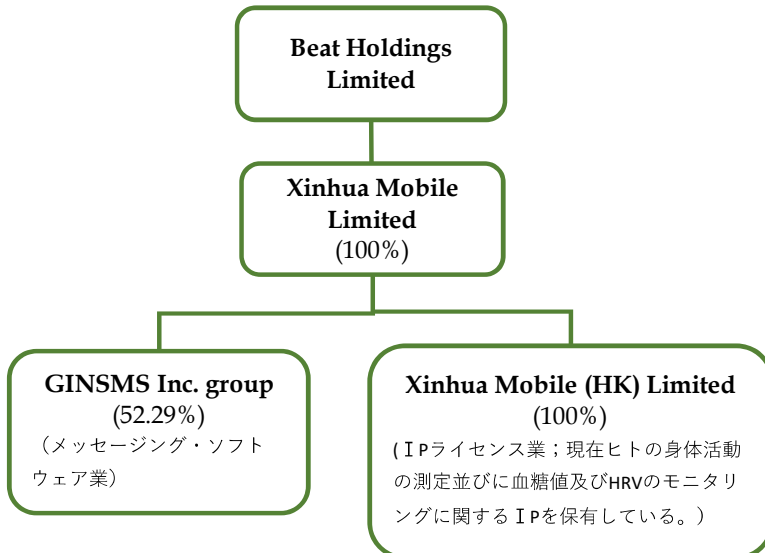 Beat Holdings
Limited
Xinhua Mobile
Limited
(100%)
GINSMS Inc. group
(52.29%)
（メッセージング・ソフト
ウェア業）
Xinhua Mobile (HK) Limited
(100%)
(ＩPライセンス業；現在ヒトの身体活動
の測定並びに血糖値及びHRVのモニタリ
ングに関するＩPを保有している。）